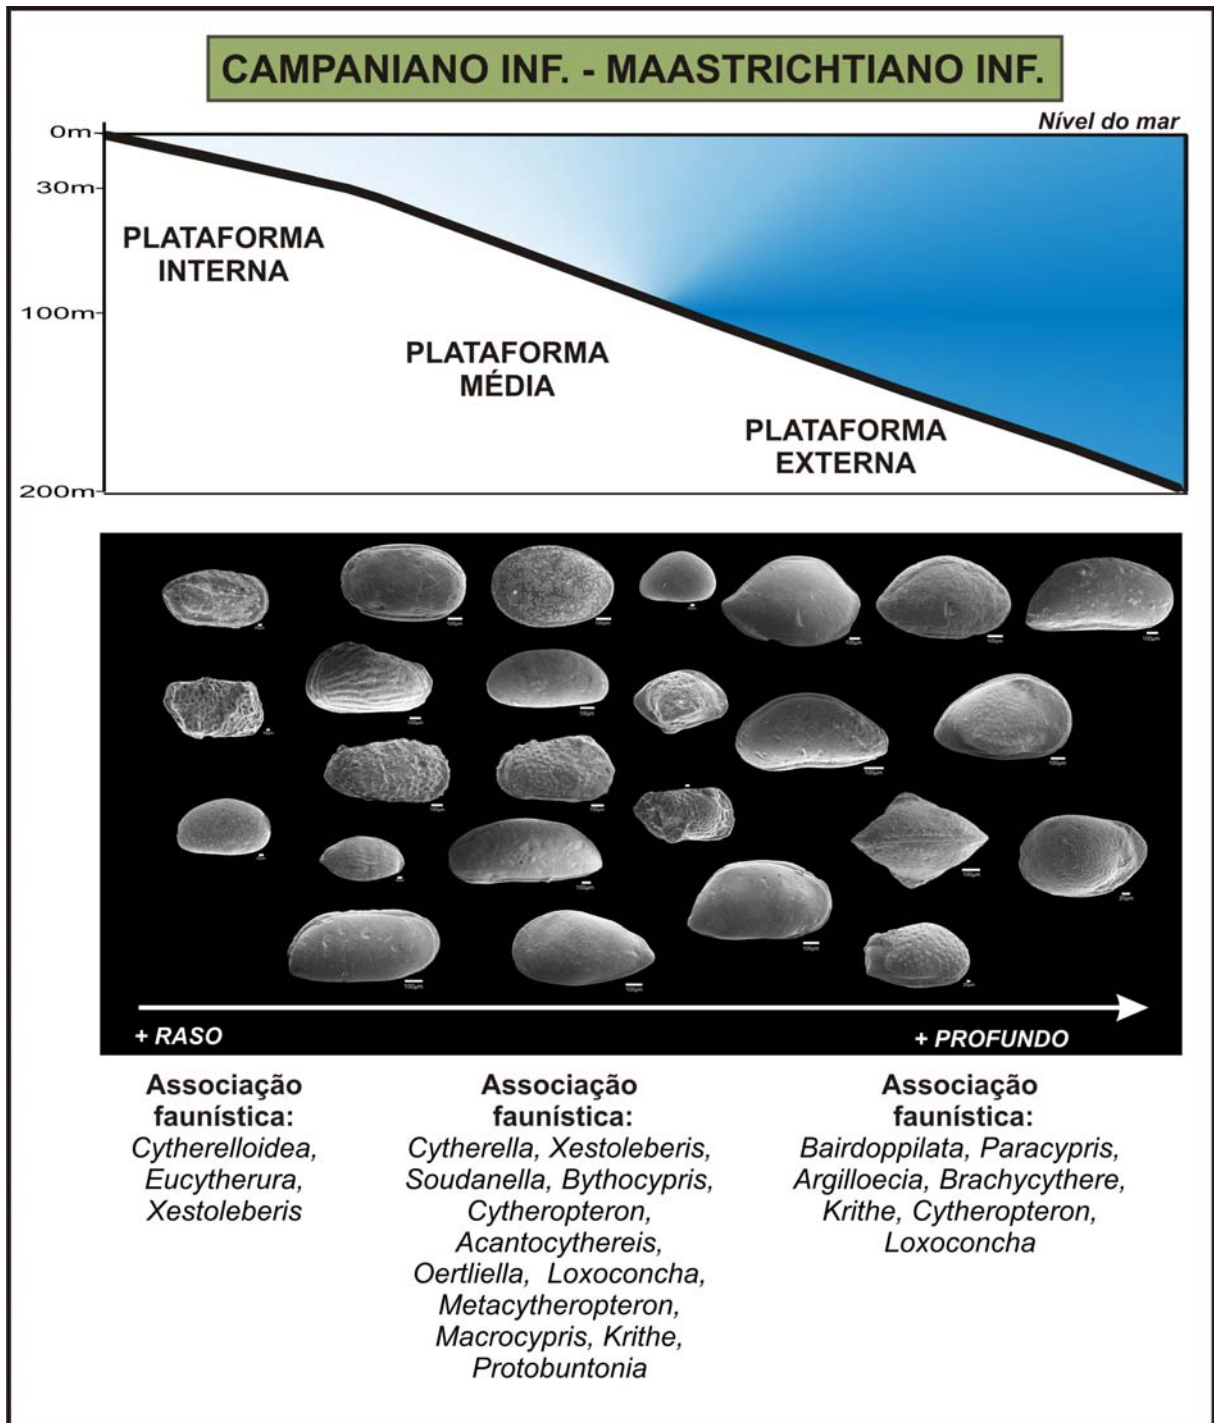 CAMPANIANO INF. - MAASTRICHTIANO INF.
Nível do mar
0m
30m
PLATAFORMA
INTERNA
100m
PLATAFORMA
MÉDIA
PLATAFORMA
EXTERNA
200m
+ RASO
+ PROFUNDO
Associação
faunística:
Cytherelloidea,
Eucytherura,
Xestoleberis
Associação
faunística:
Cytherella, Xestoleberis,
Soudanella, Bythocypris,
Cytheropteron,
Acantocythereis,
Oertliella, Loxoconcha,
Metacytheropteron,
Macrocypris, Krithe,
Protobuntonia
Associação
faunística:
Bairdoppilata, Paracypris,
Argilloecia, Brachycythere,
Krithe, Cytheropteron,
Loxoconcha